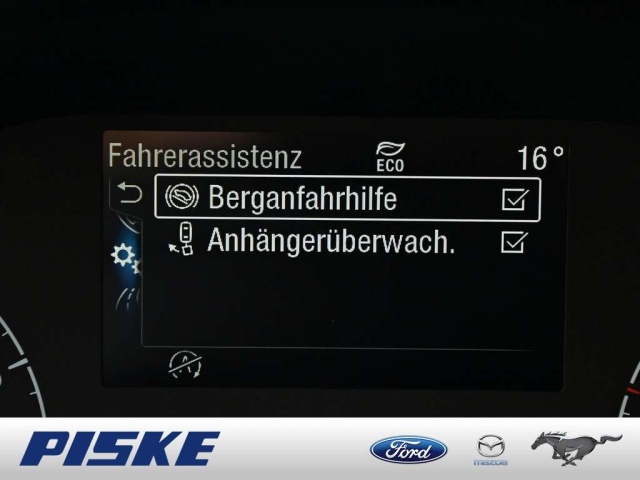 Fahrerassistenz ECO 16°
Berganfahrhilfe
Anhängerüberwach.
PISKE Ford mazda